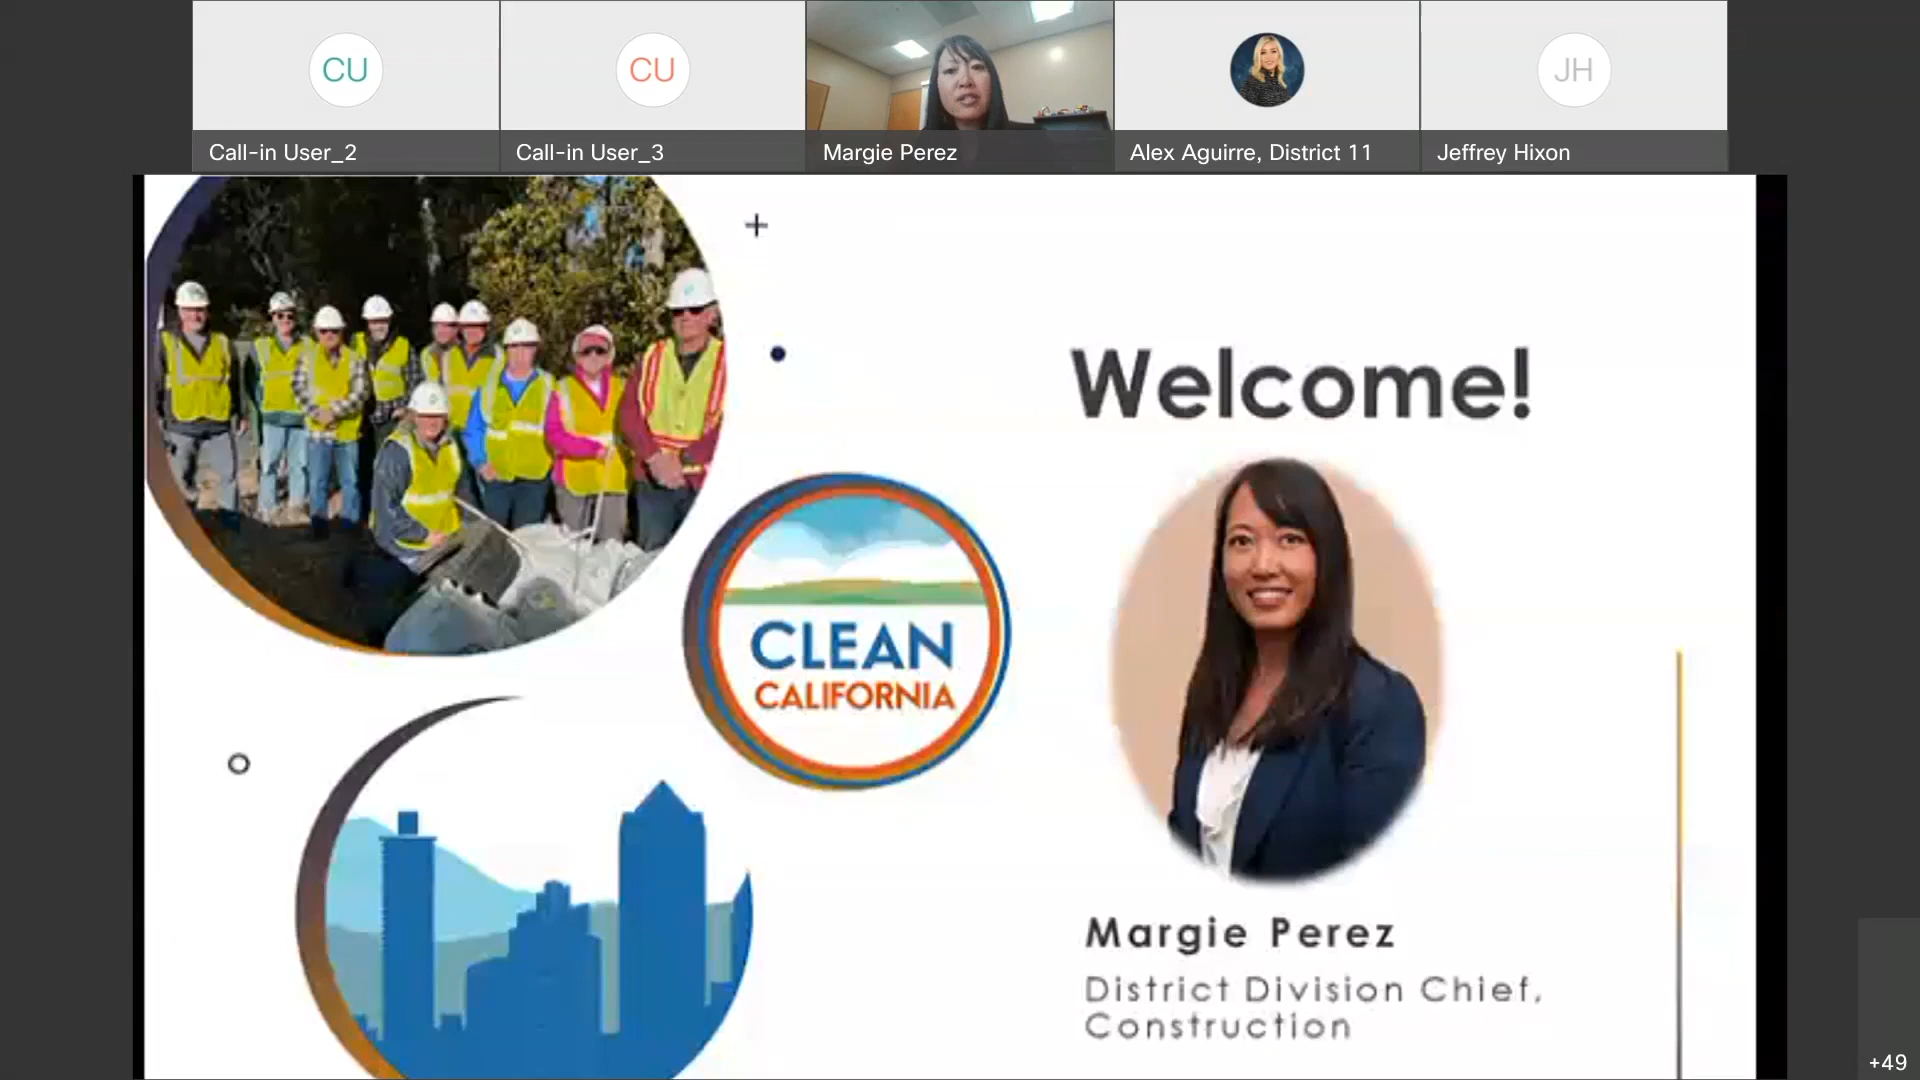 CU
CU
JH
Call-in User_2
Call-in User_3
Margie Perez
Alex Aguirre, District 11
Jeffrey Hixon
Welcome!
CLEAN
CALIFORNIA
Margie Perez
District Division Chief,
Construction
+49